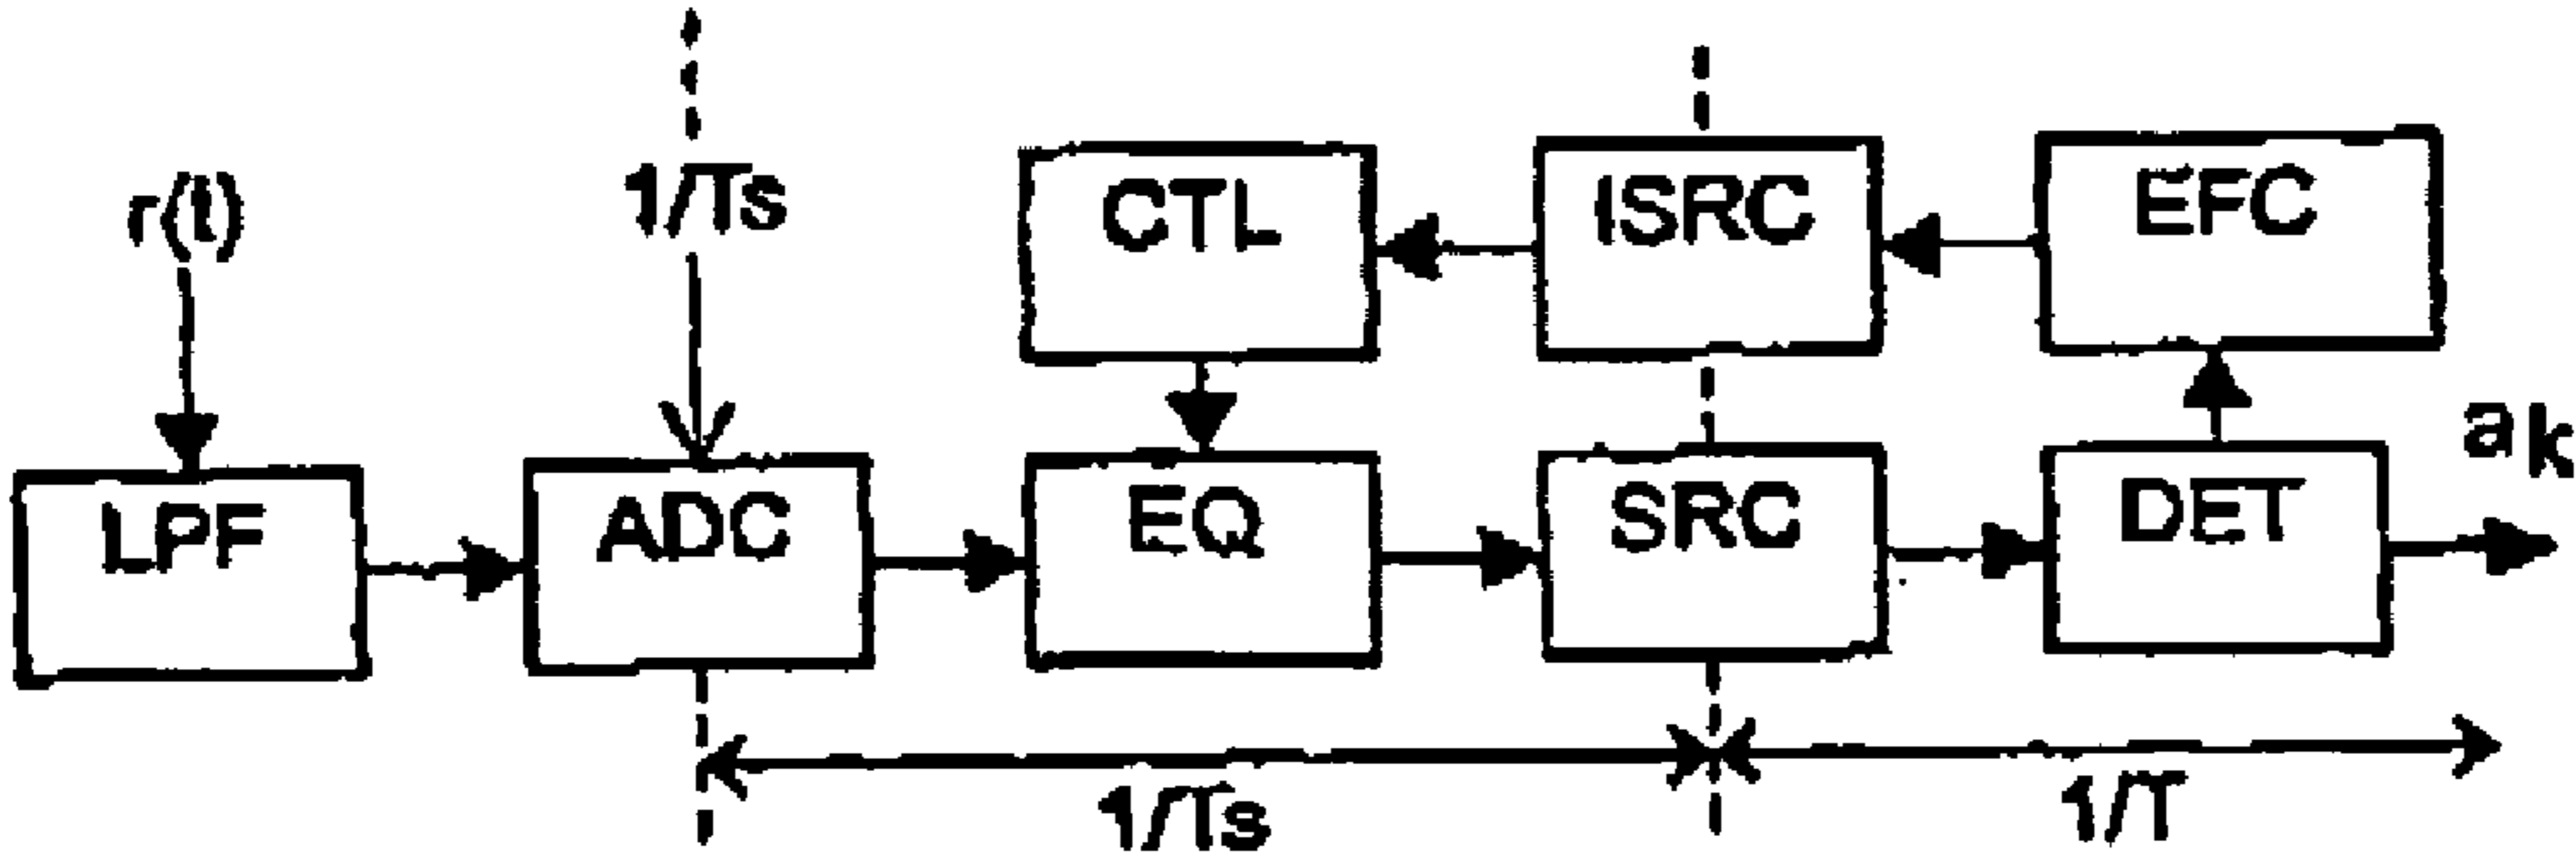 r(t)
1/Ts
CTL
ISRC
EFC
LPF
ADC
EQ
SRC
DET
ak
1/Ts
1/T